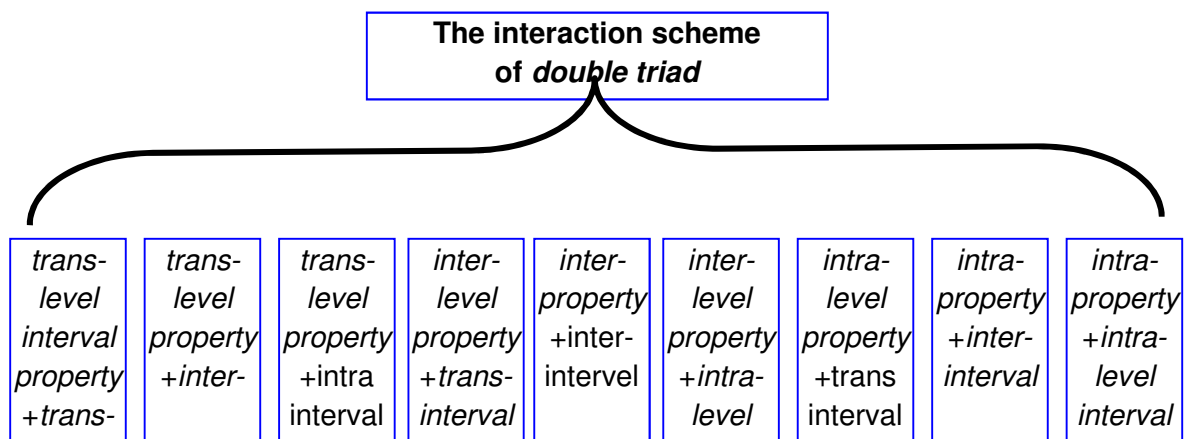 The interaction scheme
of double triad
trans-
level
interval
property
+trans-
trans-
level
property
+inter-
trans-
level
property
+intra
interval
inter-
level
property
+trans-
interval
inter-
property
+inter-
intervel
inter-
level
property
+intra-
level
intra-
level
property
+trans
interval
intra-
property
+inter-
interval
intra-
property
+intra-
level
interval